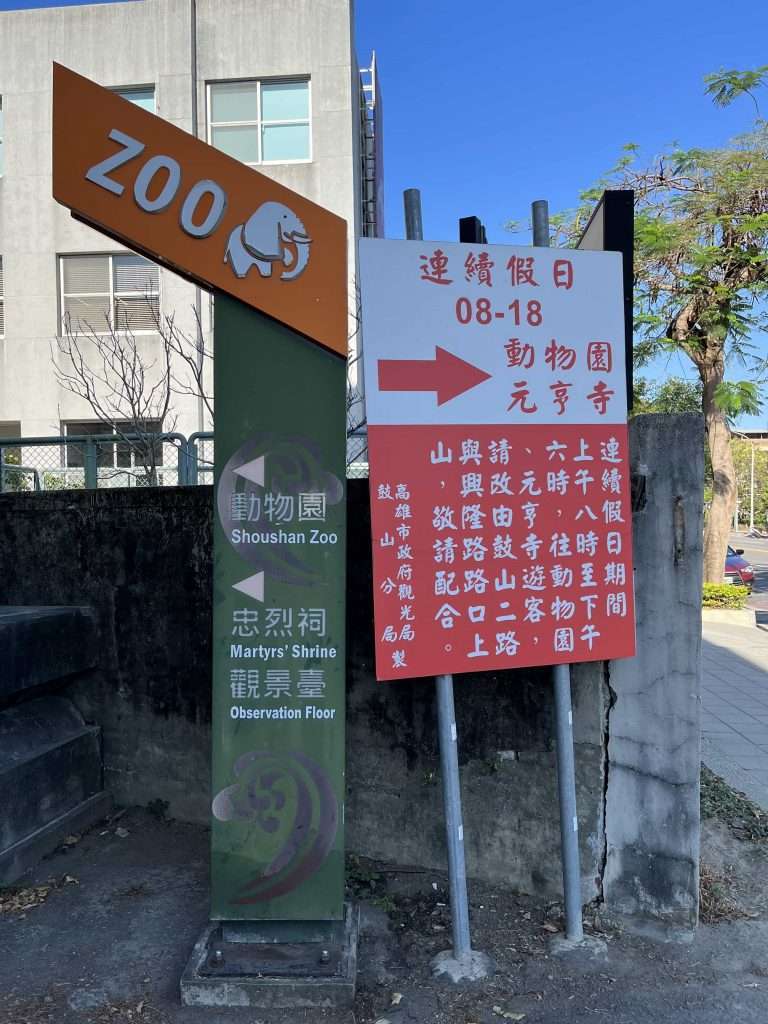 ZOO
動物園
Shoushan Zoo
忠烈祠
Martyrs' Shrine
觀景臺
Observation Floor
連續假日
08-18
動物園
元亨寺
連續假日期間
上午八時至下午
六時，往動物園
、元亨寺遊客，
請改由鼓山二路
與興隆路路口上
山，敬請配合。
高雄市政府觀光局
鼓山分局製